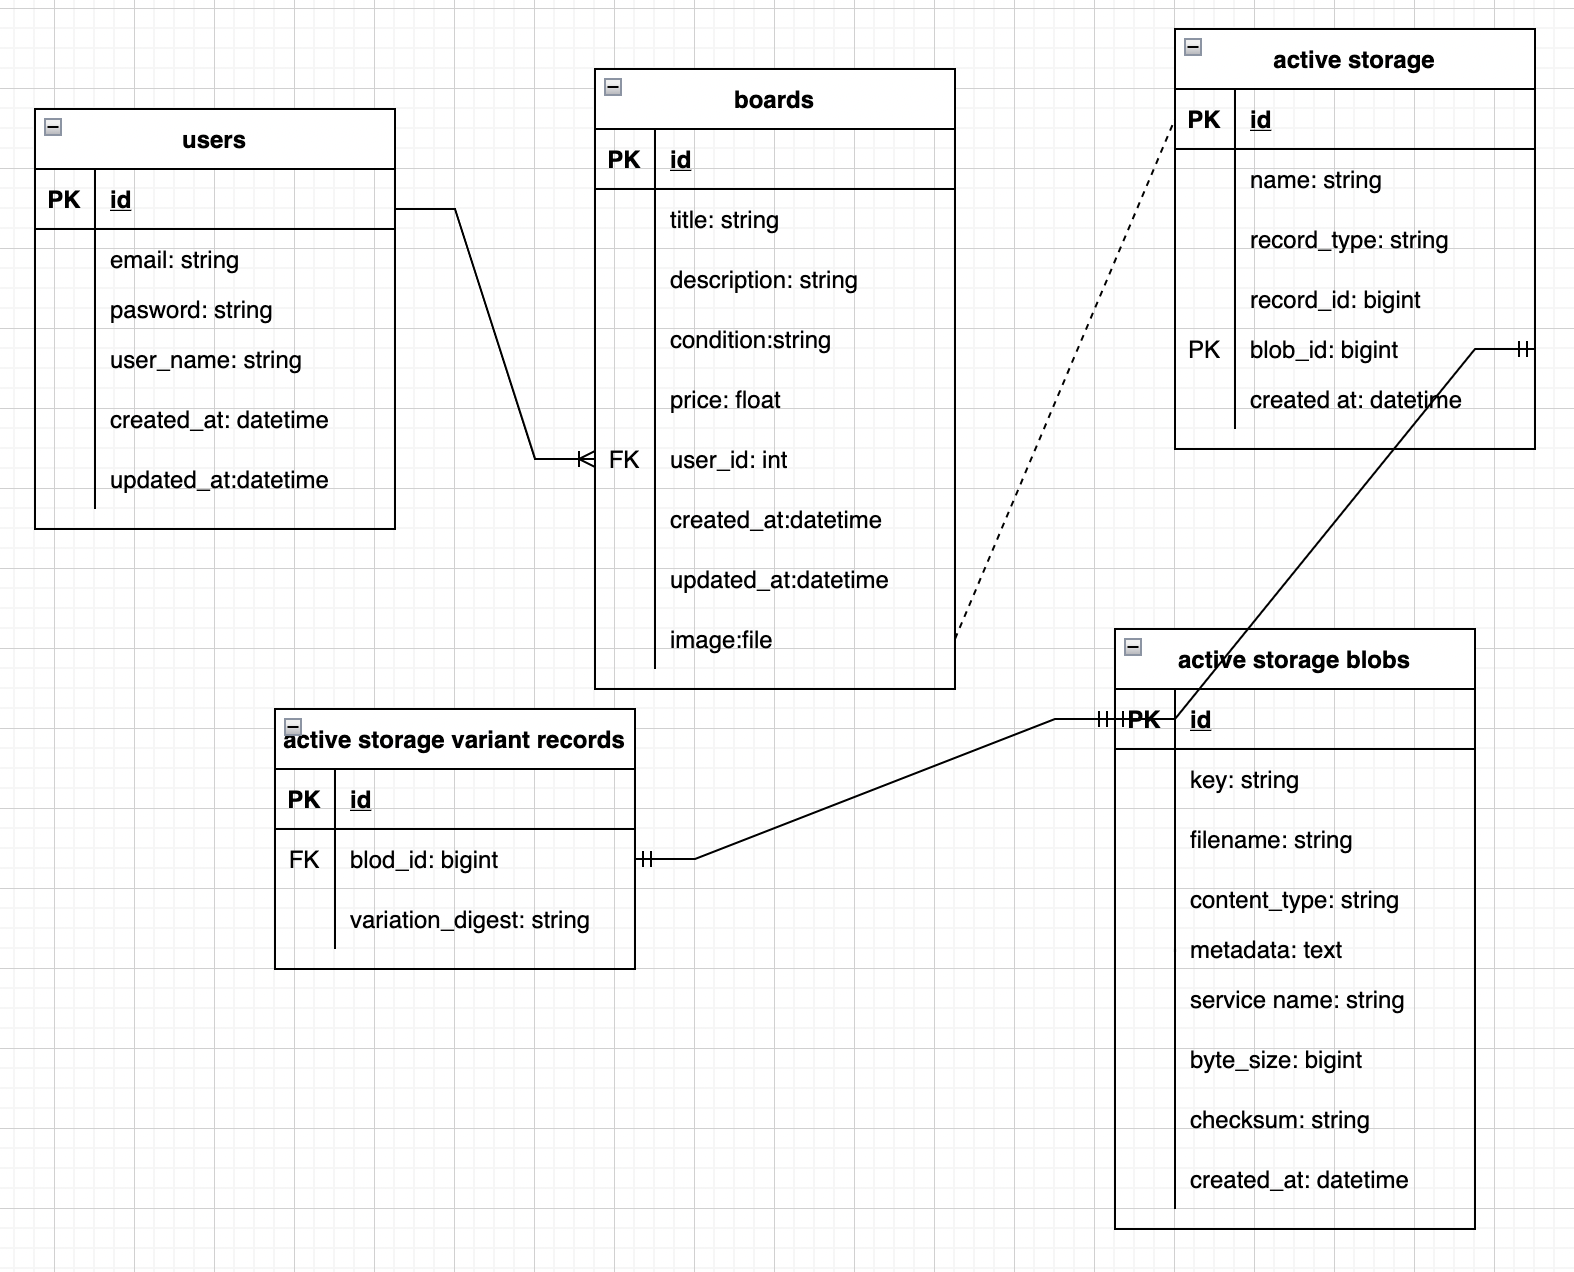 users
PK id
email: string
pasword: string
user_name: string
created_at: datetime
updated_at:datetime
boards
PK id
title: string
description: string
condition:string
price: float
FK user_id: int
created_at:datetime
updated_at:datetime
image:file
active storage
PK id
name: string
record_type: string
record_id: bigint
PK blob_id: bigint
created at: datetime
active storage variant records
PK id
FK blod_id: bigint
variation_digest: string
active storage blobs
PK id
key: string
filename: string
content_type: string
metadata: text
service name: string
byte_size: bigint
checksum: string
created_at: datetime